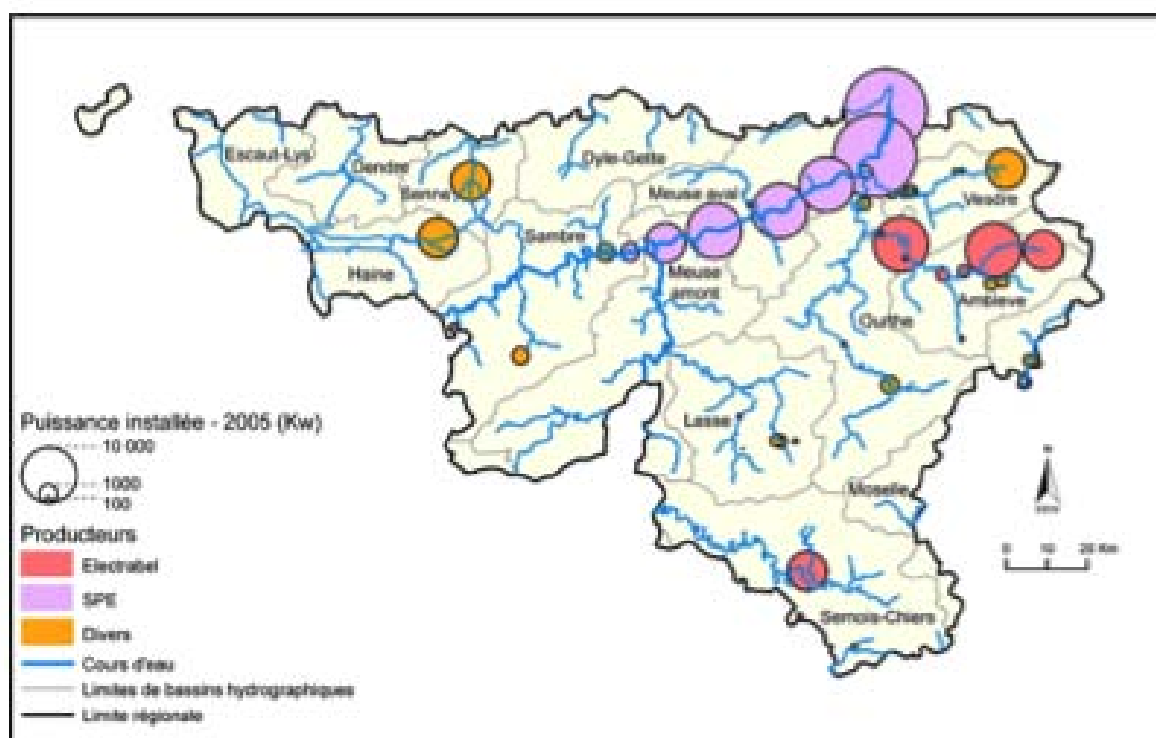 Escaut-Lys
Dendre
Senne
Dyle-Gette
Meuse aval
Vesdre
Sambre
Haine
Meuse
amont
Amblève
Ourthe
Lesse
Moselle
Semois-Chiers
Puissance installée - 2005 (Kw)
10 000
1000
100
Producteurs
Electrabel
SPE
Divers
Cours d'eau
Limites de bassins hydrographiques
Limite régionale
0 10 20 Km